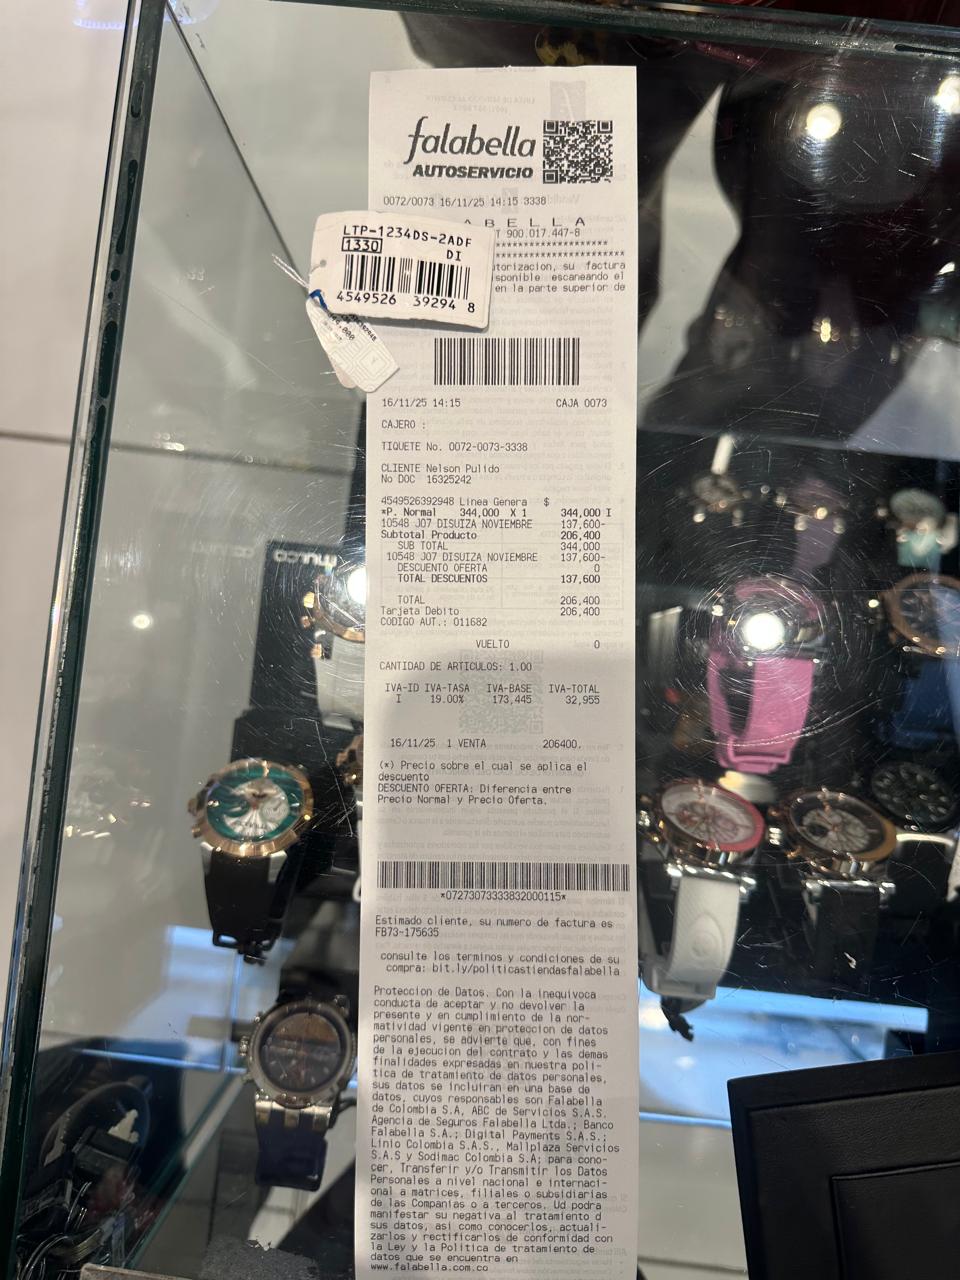 falabella
AUTOSERVICIO
0072/0073 16/11/25 14:15 3338
A B E L L A
T 900.017.447-8
*********************
utorizacion, su factura
sponible escaneando el
en la parte superior de
LTP-1234DS-2ADF
1330
DI
4549526 39294 8
16/11/25 14:15 CAJA 0073
CAJERO :
TIQUETE No. 0072-0073-3338
CLIENTE Nelson Pulido
No DOC 16325242
4549526392948 Linea Genera $
*P. Normal 344,000 X 1 344,000 I
10548 J07 DISUIZA NOVIEMBRE 137,600-
Subtotal Producto 206,400
SUB TOTAL 344,000
10548 J07 DISUIZA NOVIEMBRE 137,600-
DESCUENTO OFERTA 0
TOTAL DESCUENTOS 137,600
TOTAL 206,400
Tarjeta Debito 206,400
CODIGO AUT.: 011682
VUELTO 0
CANTIDAD DE ARTICULOS: 1.00
IVA-ID IVA-TASA IVA-BASE IVA-TOTAL
I 19.00% 173,445 32,955
16/11/25 1 VENTA 206400.
(*) Precio sobre el cual se aplica el
descuento
DESCUENTO OFERTA: Diferencia entre
Precio Normal y Precio Oferta.
*07273073333832000115*
Estimado cliente, su numero de factura es
FB73-175635
consulte los terminos y condiciones de su
compra: bit.ly/politicastiendasfalabella
Proteccion de Datos. Con la inequivoca
conducta de aceptar y no devolver la
presente y en cumplimiento de la nor-
matividad vigente en proteccion de datos
personales, se advierte que, con fines
de la ejecucion del contrato y las demas
finalidades expresadas en nuestra poli-
tica de tratamiento de datos personales,
sus datos se incluiran en una base de
datos, cuyos responsables son Falabella
de Colombia S.A, ABC de Servicios S.A.S.
Agencia de Seguros Falabella Ltda.; Banco
Falabella S.A.; Digital Payments S.A.S.;
Linio Colombia S.A.S., Mallplaza Servicios
S.A.S y Sodimac Colombia S.A; para cono-
cer, Transferir y/o Transmitir los Datos
Personales a nivel nacional e internaci-
onal a matrices, filiales o subsidiarias
de las Companias o a terceros. Ud podra
manifestar su negativa al tratamiento d
sus datos, asi como conocerlos, actuali-
zarlos y rectificarlos de conformidad con
la Ley y la Politica de tratamiento de
datos que se encuentra en
www.falabella.com.co